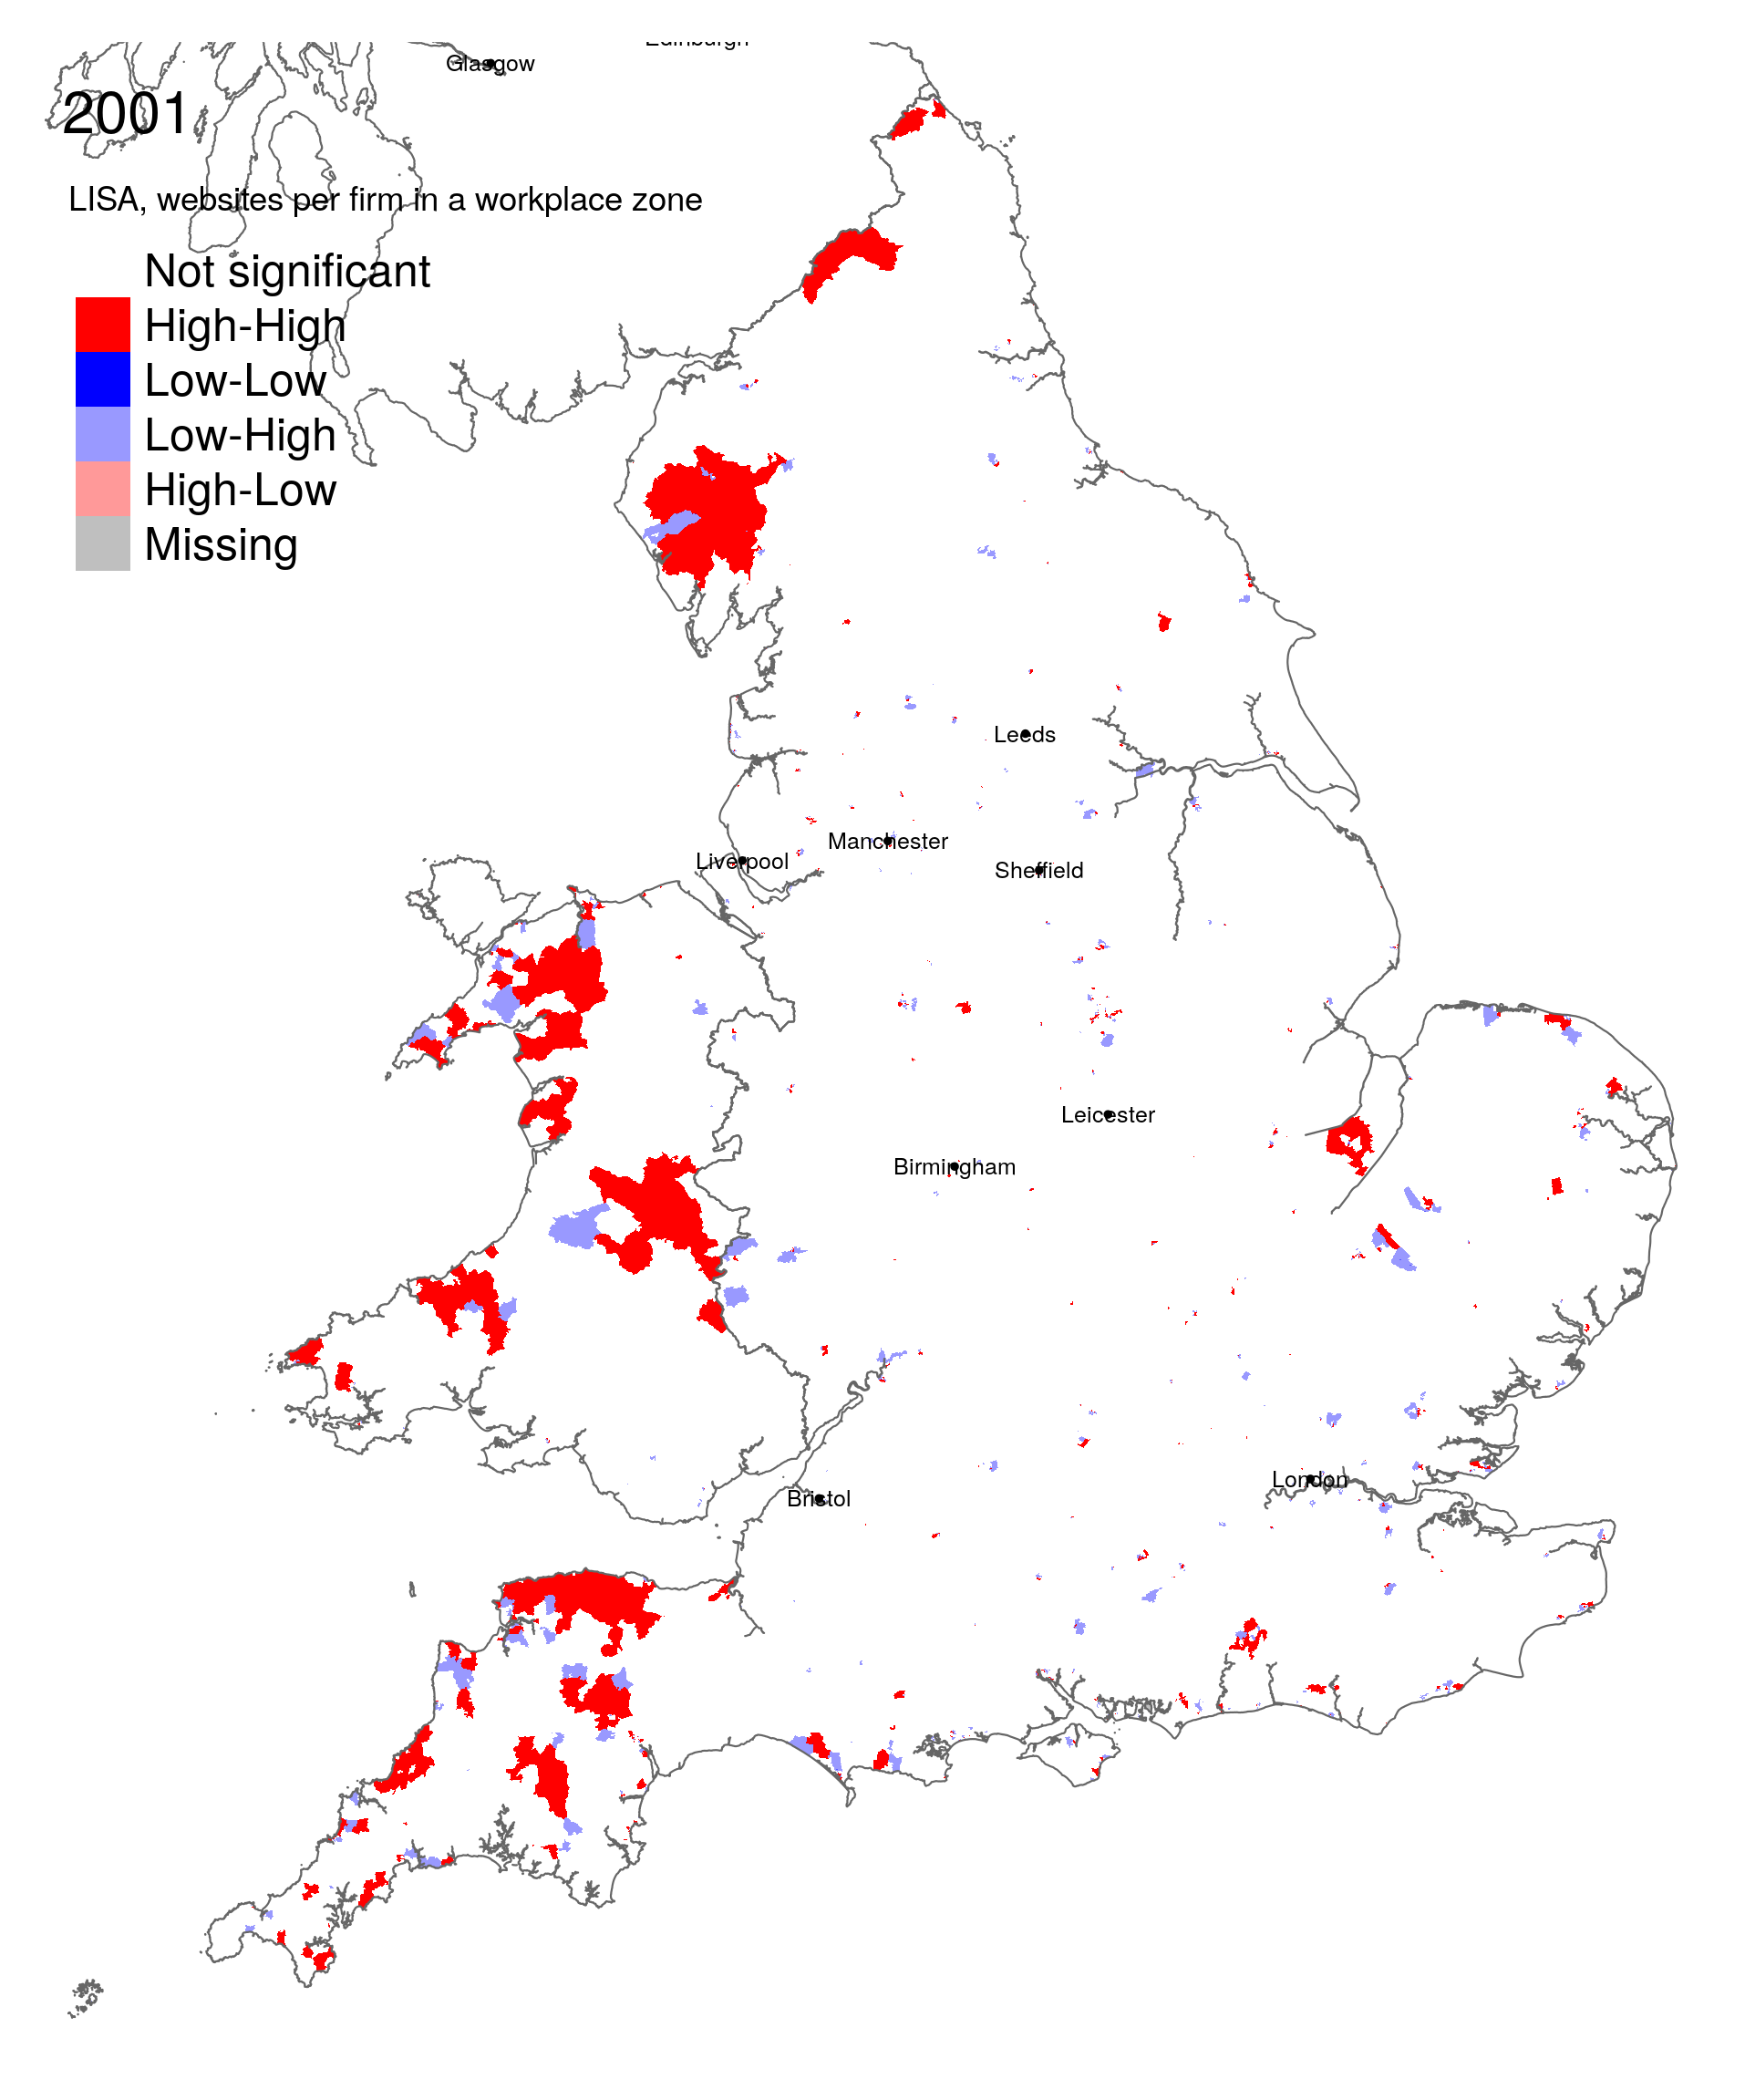 Edinburgh
Glasgow
2001
LISA, websites per firm in a workplace zone
Not significant
High-High
Low-Low
Low-High
High-Low
Missing
Leeds
Manchester
Liverpool
Sheffield
Leicester
Birmingham
London
Bristol